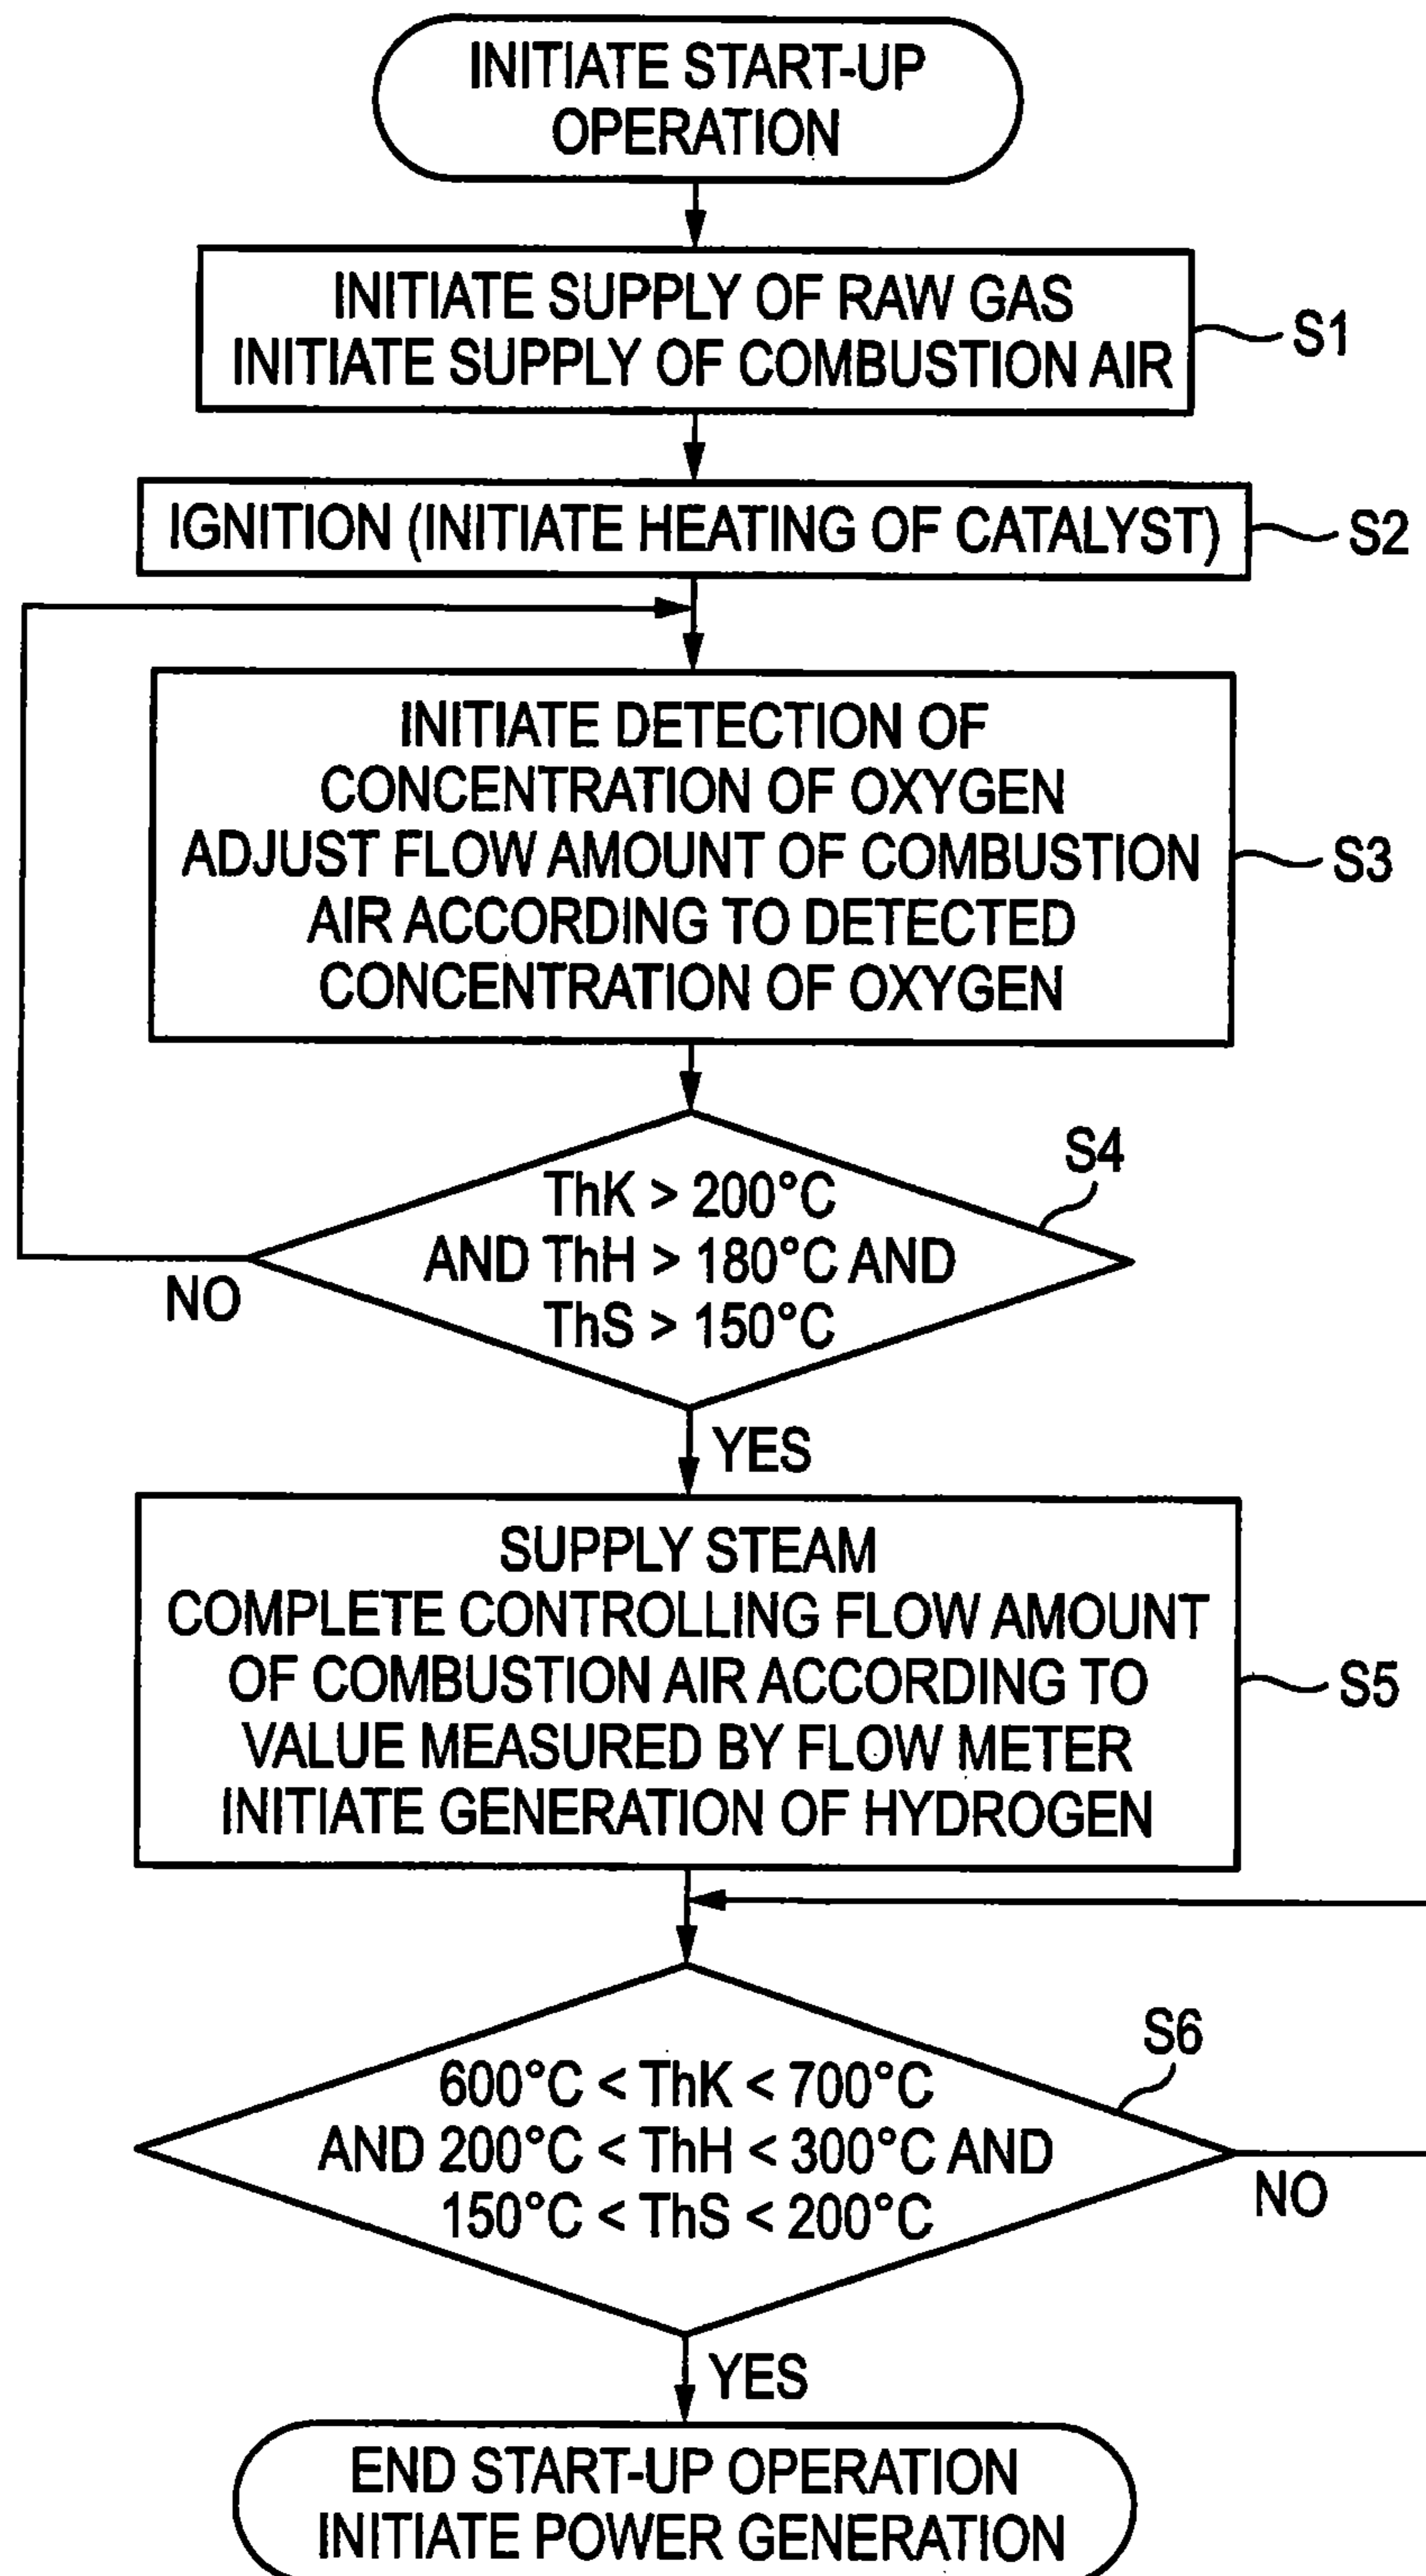 INITIATE START-UP
OPERATION
INITIATE SUPPLY OF RAW GAS
INITIATE SUPPLY OF COMBUSTION AIR
S1
IGNITION (INITIATE HEATING OF CATALYST)
S2
INITIATE DETECTION OF
CONCENTRATION OF OXYGEN
ADJUST FLOW AMOUNT OF COMBUSTION
AIR ACCORDING TO DETECTED
CONCENTRATION OF OXYGEN
S3
S4
ThK > 200°C
AND ThH > 180°C AND
ThS > 150°C
NO
YES
SUPPLY STEAM
COMPLETE CONTROLLING FLOW AMOUNT
OF COMBUSTION AIR ACCORDING TO
VALUE MEASURED BY FLOW METER
INITIATE GENERATION OF HYDROGEN
S5
S6
600°C < ThK < 700°C
AND 200°C < ThH < 300°C AND
150°C < ThS < 200°C
NO
YES
END START-UP OPERATION
INITIATE POWER GENERATION